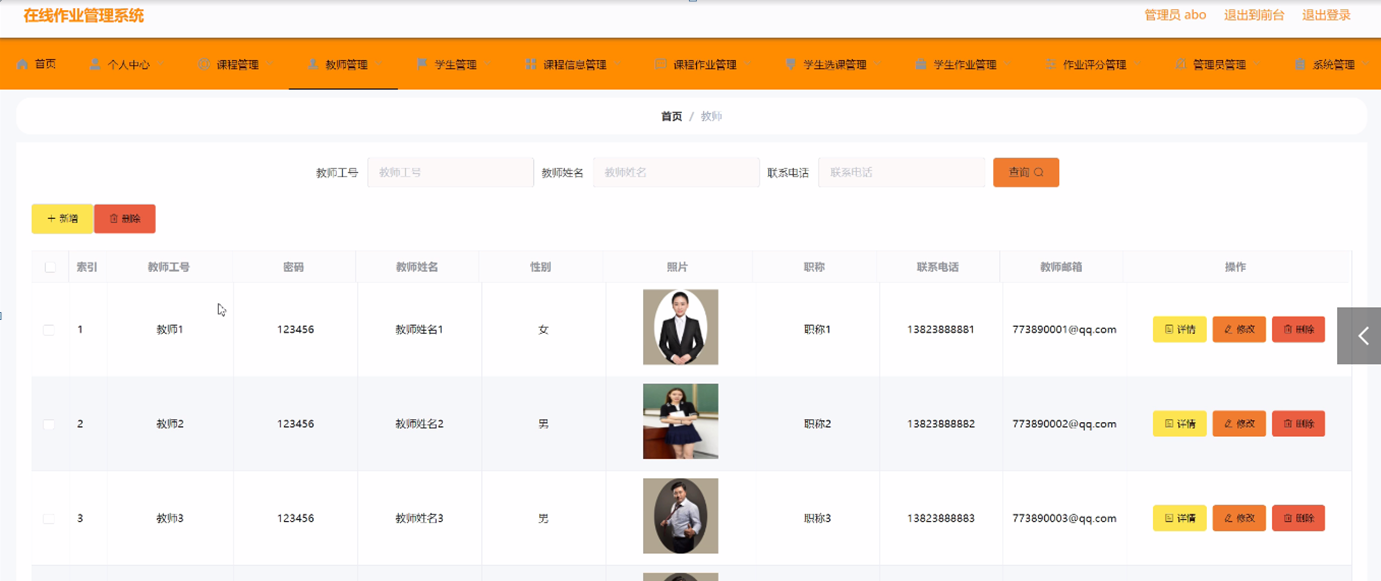 在线作业管理系统 管理员 abo 退出到前台 退出登录
首页 个人中心 课程管理 教师管理 学生管理 课程信息管理 课程作业管理 学生选课管理 学生作业管理 作业评分管理 管理员管理 系统管理
首页 / 教师
教师工号 教师工号 教师姓名 教师姓名 联系电话 联系电话 查询
+ 新增 删除
索引 教师工号 密码 教师姓名 性别 照片 职称 联系电话 教师邮箱 操作
1 教师1 123456 教师姓名1 女 职称1 13823888881 773890001@qq.com 详情 修改 删除
2 教师2 123456 教师姓名2 男 职称2 13823888882 773890002@qq.com 详情 修改 删除
3 教师3 123456 教师姓名3 男 职称3 13823888883 773890003@qq.com 详情 修改 删除